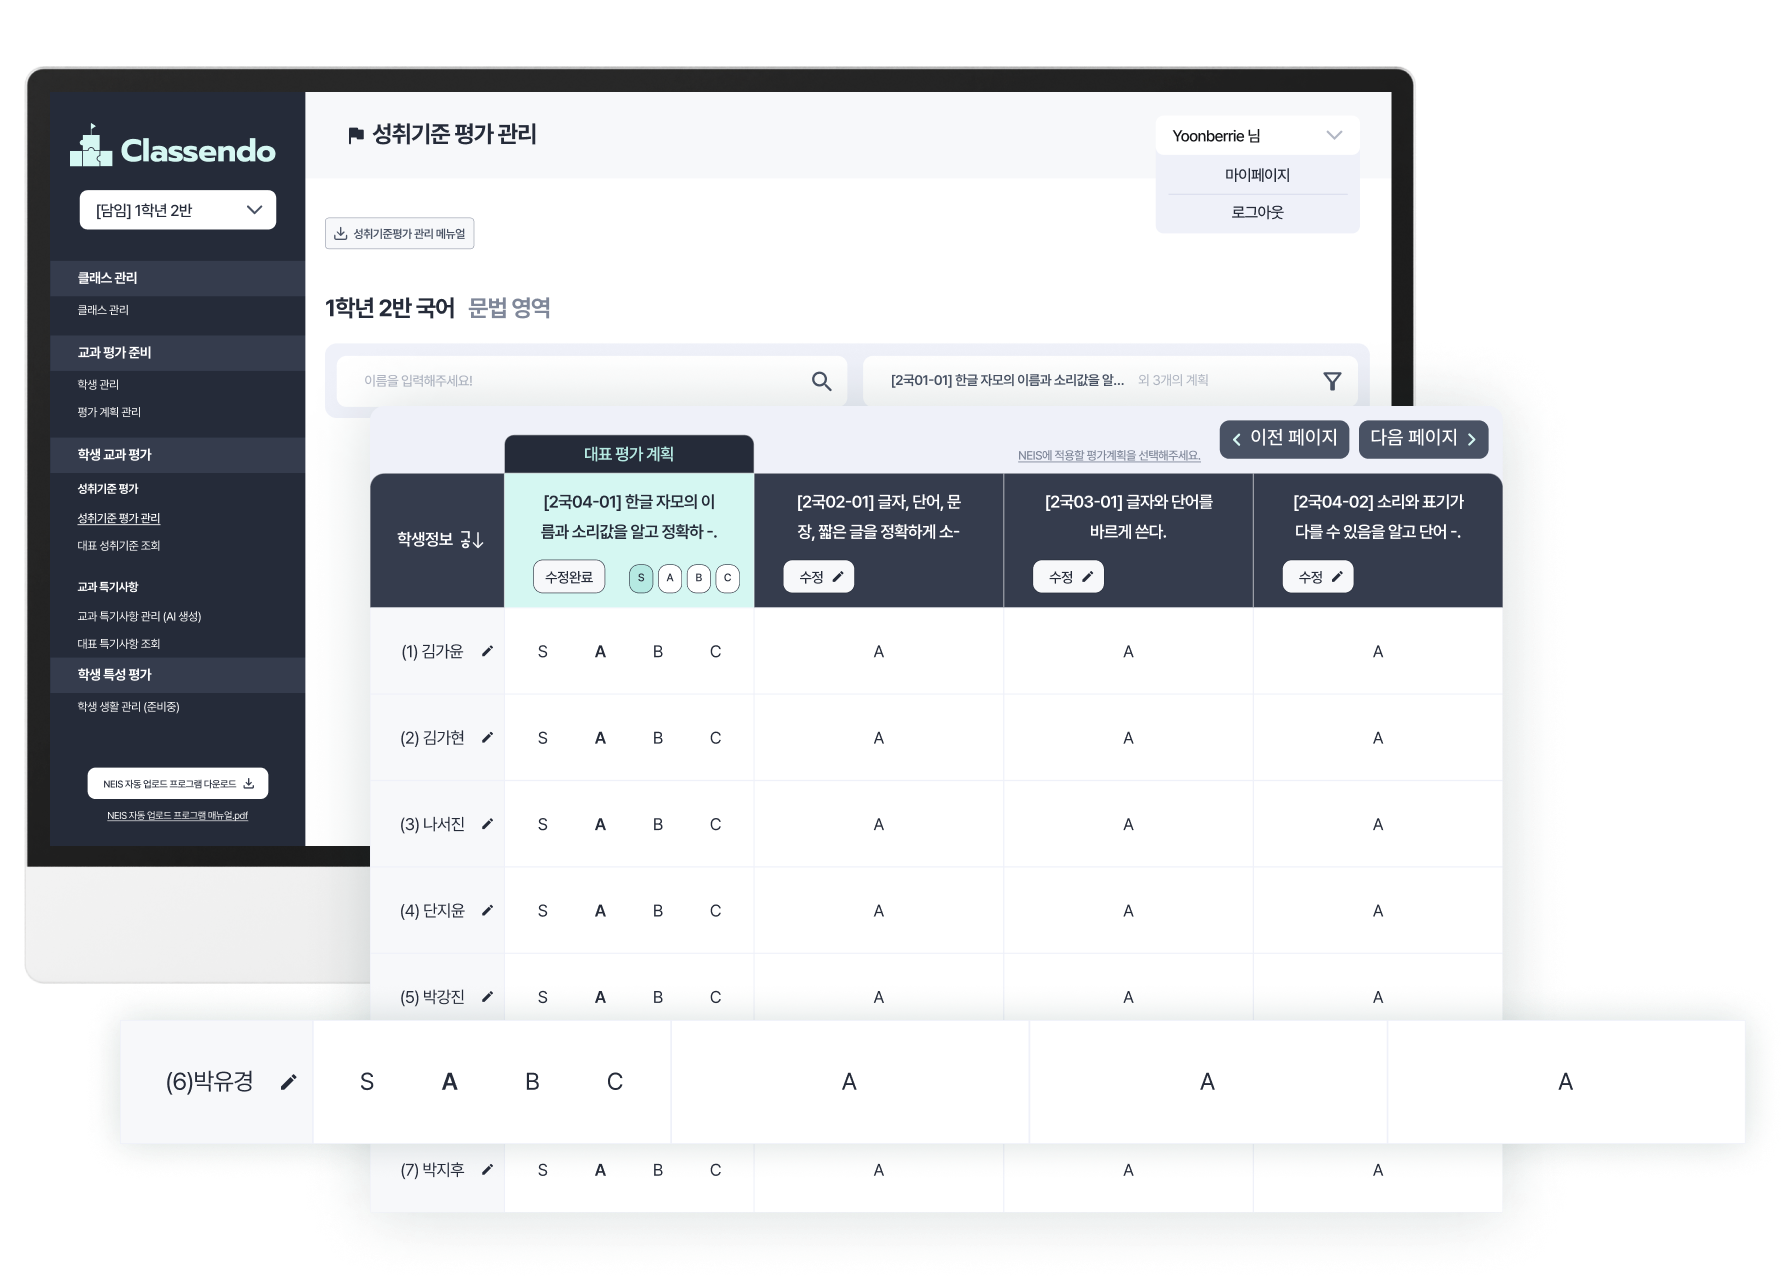 Classendo
[담임] 1학년 2반
클래스 관리
클래스 관리
교과 평가 준비
학생 관리
평가 계획 관리
학생 교과 평가
성취기준 평가
성취기준 평가 관리
대표 성취기준 조회
교과 특기사항
교과 특기사항 관리 (AI 생성)
대표 특기사항 조회
학생 특성 평가
학생 생활 관리 (준비중)
NEIS 자동 업로드 프로그램 다운로드
NEIS 자동 업로드 프로그램 매뉴얼.pdf
성취기준 평가 관리
Yoonberrie 님
마이페이지
로그아웃
성취기준평가 관리 메뉴얼
1학년 2반 국어 문법 영역
이름을 입력해주세요!
[2국01-01] 한글 자모의 이름과 소리값을 알... 외 3개의 계획
대표 평가 계획
NEIS에 적용할 평가계획을 선택해주세요.
이전 페이지
다음 페이지
학생정보
[2국04-01] 한글 자모의 이
름과 소리값을 알고 정확하 -.
수정완료 S A B C
[2국02-01] 글자, 단어, 문
장, 짧은 글을 정확하게 소-
수정
[2국03-01] 글자와 단어를
바르게 쓴다.
수정
[2국04-02] 소리와 표기가
다를 수 있음을 알고 단어 -.
수정
(1) 김가윤 S A B C A A A
(2) 김가현 S A B C A A A
(3) 나서진 S A B C A A A
(4) 단지윤 S A B C A A A
(5) 박강진 S A B C A A A
(6)박유경 S A B C A A A
(7) 박지후 S A B C A A A